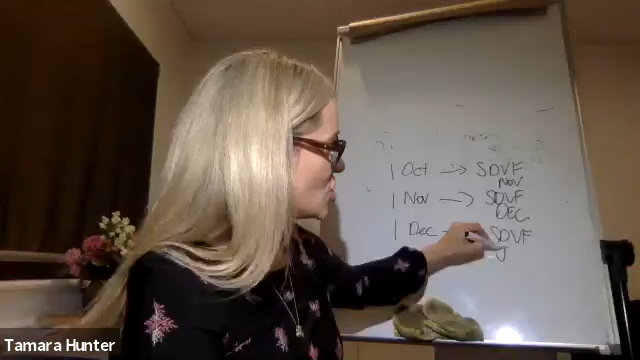 1 Oct → SDVF
NOV
1 Nov → SDVF
DEC
1 Dec - SDVF
J
Tamara Hunter